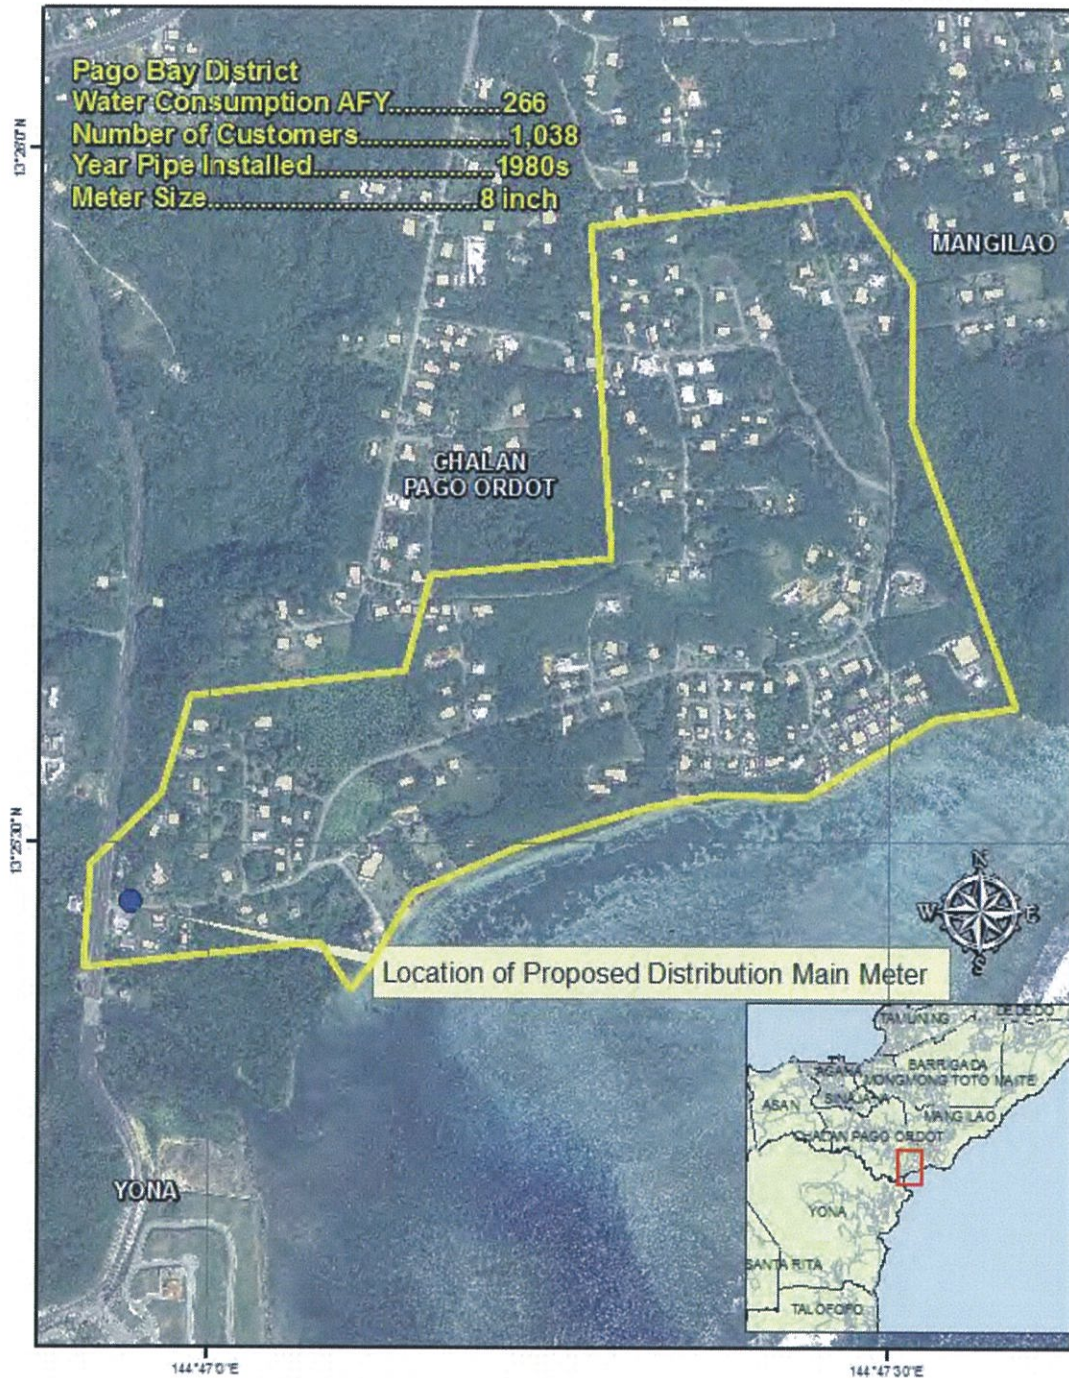 Pago Bay District
Water Consumption AFY...............266
Number of Customers....................1,038
Year Pipe Installed........................1980s
Meter Size....................................8 inch
13°26'0"N
MANGILAO
CHALAN
PAGO ORDOT
13°25'30"N
N
W E
S
Location of Proposed Distribution Main Meter
YONA
TAMUNING
DEDEDO
BARRIGADA
AGANA
MONGMONG TOTO MAITE
SINAJANA
ASAN
MANGILAO
CHALAN PAGO ORDOT
YONA
SANTA RITA
TALOFOFO
144°47'0"E
144°47'30"E